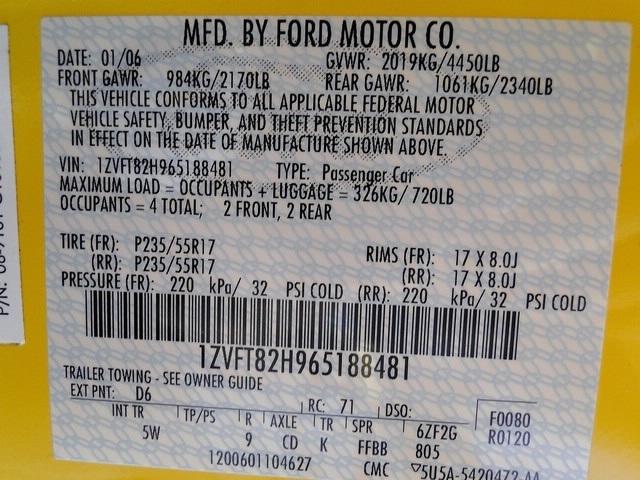 MFD. BY FORD MOTOR CO.
DATE: 01/06 GVWR: 2019KG/4450LB
FRONT GAWR: 984KG/2170LB REAR GAWR: 1061KG/2340LB
THIS VEHICLE CONFORMS TO ALL APPLICABLE FEDERAL MOTOR
VEHICLE SAFETY, BUMPER, AND THEFT PREVENTION STANDARDS
IN EFFECT ON THE DATE OF MANUFACTURE SHOWN ABOVE.
VIN: 1ZVFT82H965188481 TYPE: Passenger Car
MAXIMUM LOAD = OCCUPANTS + LUGGAGE = 326KG/ 720LB
OCCUPANTS = 4 TOTAL; 2 FRONT, 2 REAR
TIRE (FR): P235/55R17 RIMS (FR): 17 X 8.0J
(RR): P235/55R17 (RR): 17 X 8.0J
PRESSURE (FR): 220 kPa/ 32 PSI COLD (RR): 220 kPa/ 32 PSI COLD
1ZVFT82H965188481
TRAILER TOWING - SEE OWNER GUIDE
EXT PNT: D6 RC: 71 DSO:
INT TR TP/PS R AXLE TR SPR 6ZF2G F0080
5W 9 CD K FFBB 805 R0120
1200601104627 CMC 5U5A-5420472-AA
P/N: